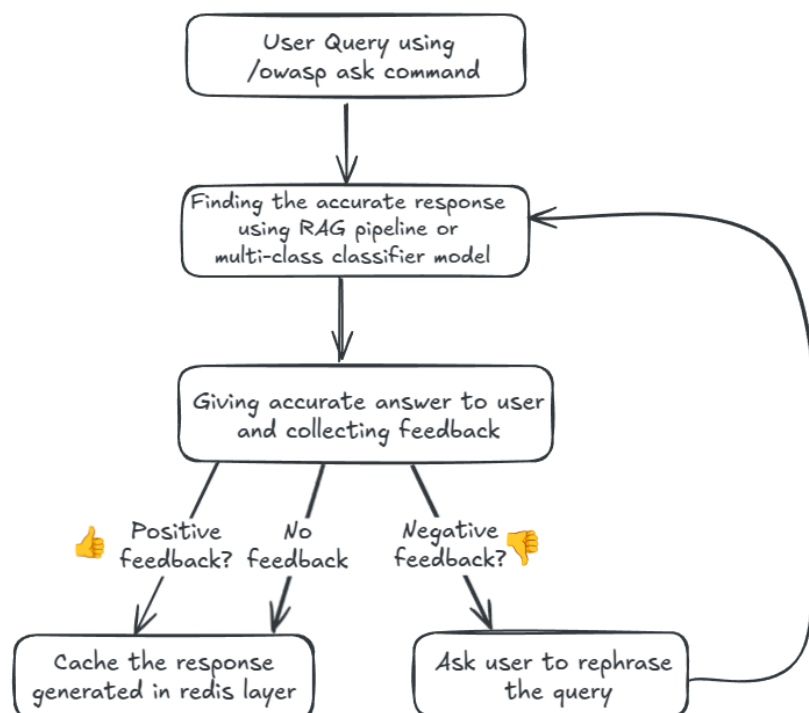 User Query using
/owasp ask command
Finding the accurate response
using RAG pipeline or
multi-class classifier model
Giving accurate answer to user
and collecting feedback
Positive
feedback?
No
feedback
Negative
feedback?
Cache the response
generated in redis layer
Ask user to rephrase
the query